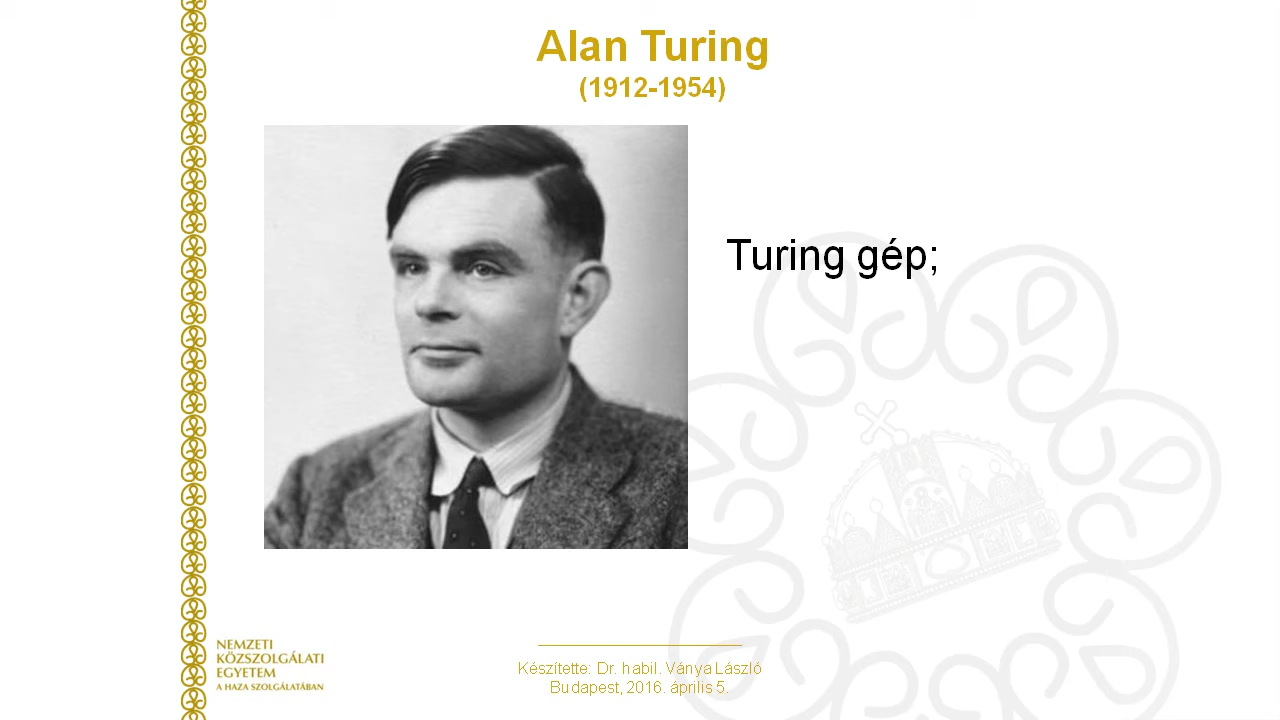 Alan Turing
(1912-1954)
Turing gép;
NEMZETI
KÖZSZOLGÁLATI
EGYETEM
A HAZA SZOLGÁLATÁBAN
Készítette: Dr. habil. Ványa László
Budapest, 2016. április 5.